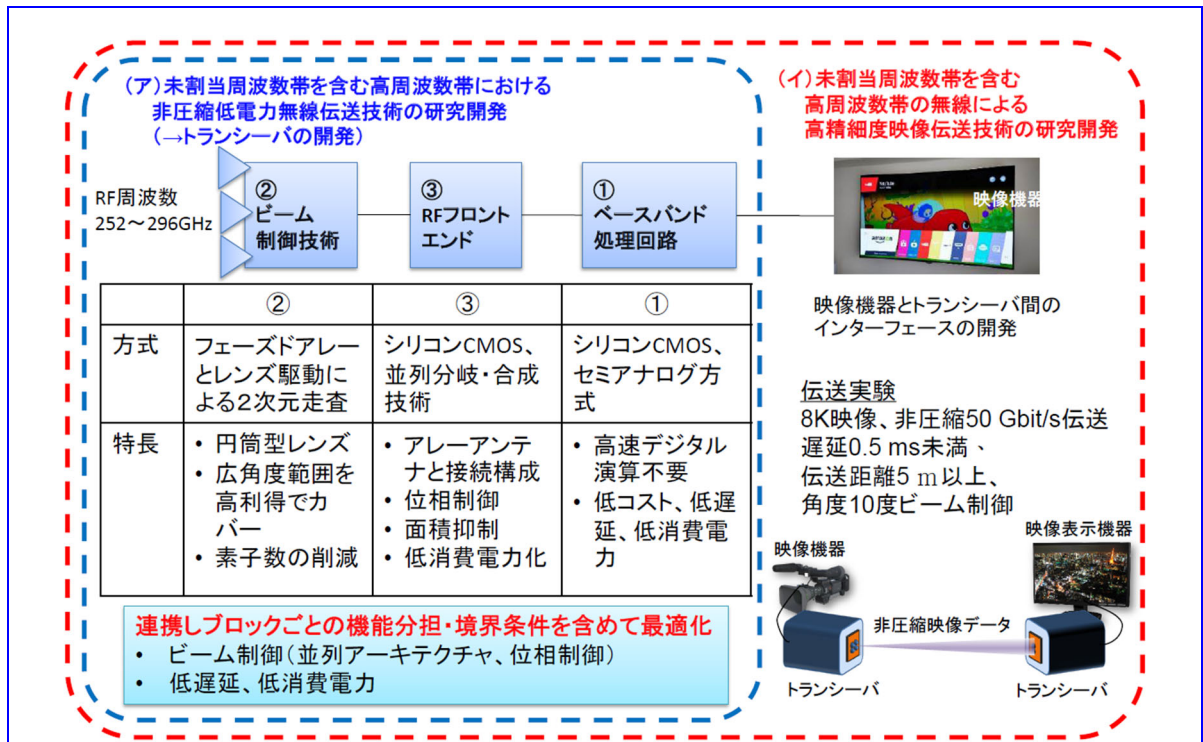 (ア)未割当周波数帯を含む高周波数帯における
非圧縮低電力無線伝送技術の研究開発
(→トランシーバの開発)
RF周波数
252～296GHz
②
ビーム
制御技術
③
RFフロント
エンド
①
ベースバンド
処理回路
②
③
①
方式
フェーズドアレー
とレンズ駆動に
よる2次元走査
シリコンCMOS、
並列分岐・合成
技術
シリコンCMOS、
セミアナログ方
式
特長
• 円筒型レンズ
• 広角度範囲を
高利得でカ
バー
• 素子数の削減
• アレーアンテ
ナと接続構成
• 位相制御
• 面積抑制
• 低消費電力化
• 高速デジタル
演算不要
• 低コスト、低遅
延、低消費電
力
連携しブロックごとの機能分担・境界条件を含めて最適化
• ビーム制御(並列アーキテクチャ、位相制御)
• 低遅延、低消費電力
(イ)未割当周波数帯を含む
高周波数帯の無線による
高精細度映像伝送技術の研究開発
映像機器
amazon
映像機器とトランシーバ間の
インターフェースの開発
伝送実験
8K映像、非圧縮50 Gbit/s伝送
遅延0.5 ms未満、
伝送距離5 m以上、
角度10度ビーム制御
映像機器
映像表示機器
非圧縮映像データ
トランシーバ
トランシーバ